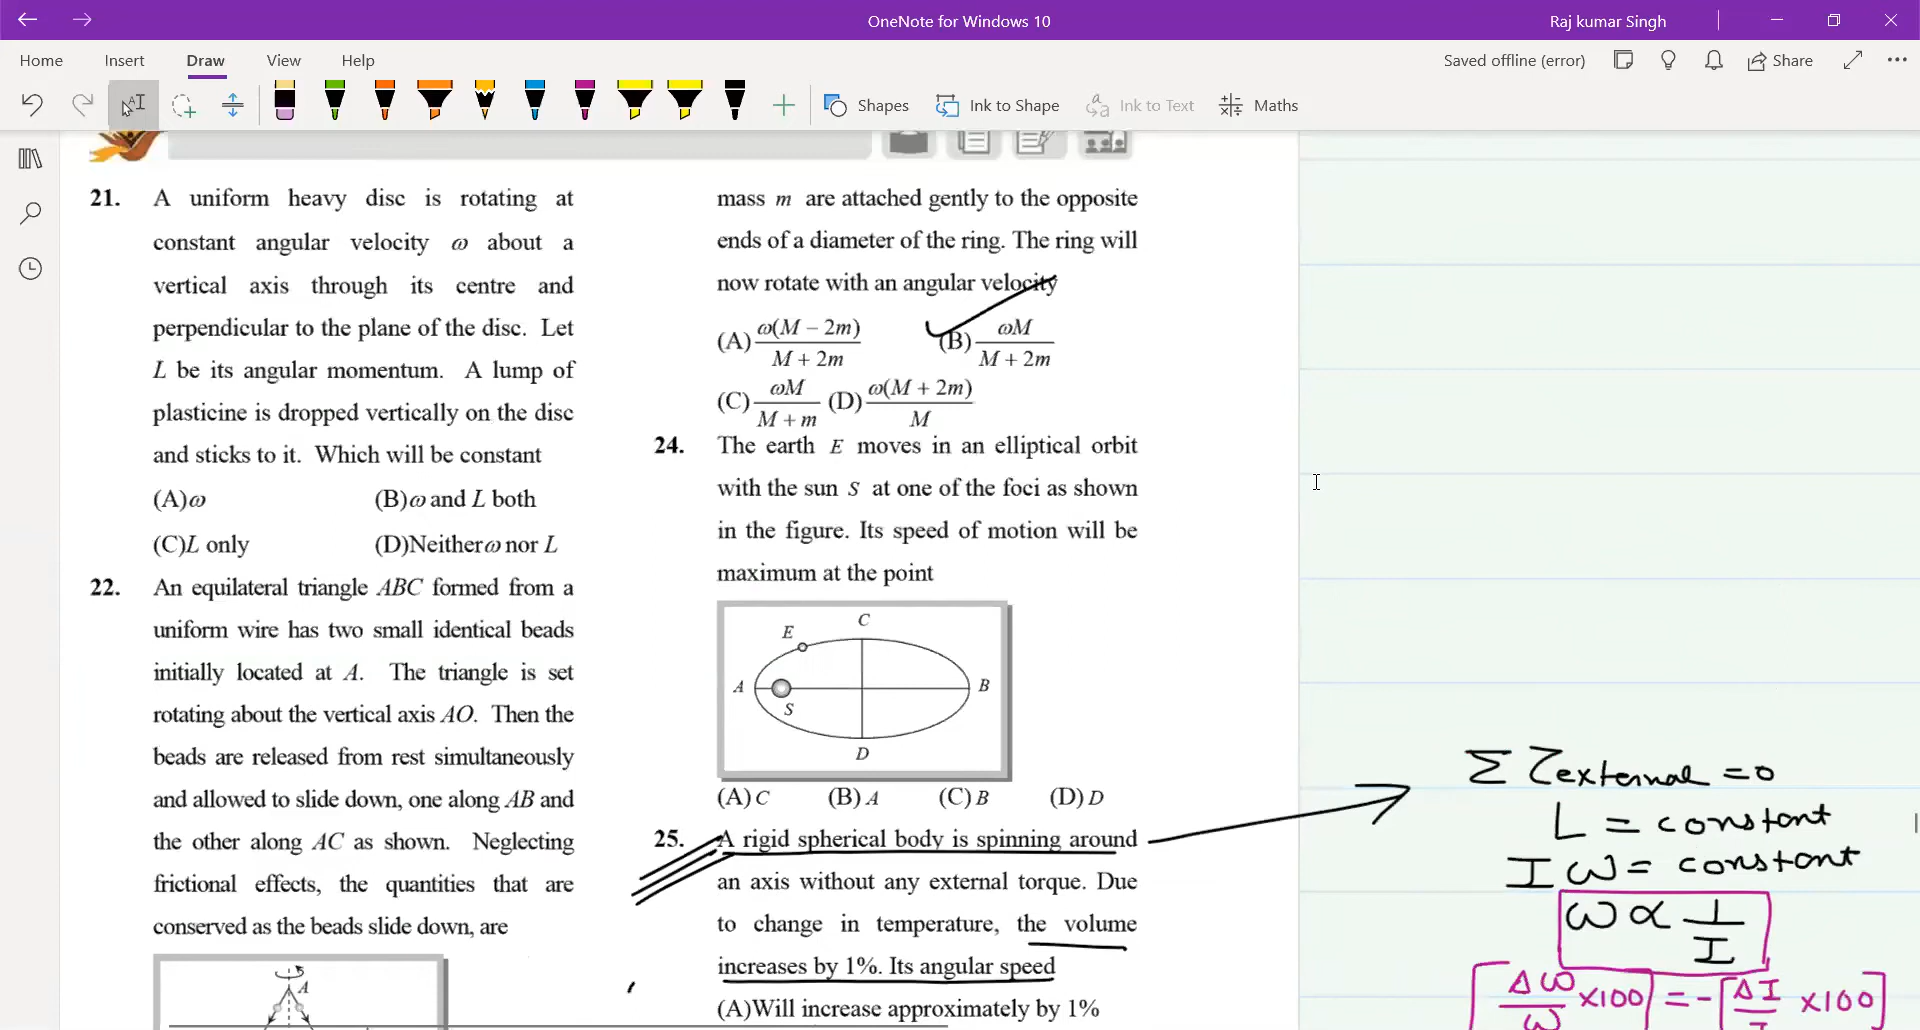 OneNote for Windows 10
Raj kumar Singh
Home
Insert
Draw
View
Help
Saved offline (error)
Share
Shapes
Ink to Shape
Ink to Text
Maths
21. A uniform heavy disc is rotating at
constant angular velocity ω about a
vertical axis through its centre and
perpendicular to the plane of the disc. Let
L be its angular momentum. A lump of
plasticine is dropped vertically on the disc
and sticks to it. Which will be constant
(A)ω (B)ω and L both
(C)L only (D)Neither ω nor L
22. An equilateral triangle ABC formed from a
uniform wire has two small identical beads
initially located at A. The triangle is set
rotating about the vertical axis AO. Then the
beads are released from rest simultaneously
and allowed to slide down, one along AB and
the other along AC as shown. Neglecting
frictional effects, the quantities that are
conserved as the beads slide down, are
A
mass m are attached gently to the opposite
ends of a diameter of the ring. The ring will
now rotate with an angular velocity
(A) ω(M − 2m) / M + 2m (B) ωM / M + 2m
(C) ωM / M + m (D) ω(M + 2m) / M
24. The earth E moves in an elliptical orbit
with the sun S at one of the foci as shown
in the figure. Its speed of motion will be
maximum at the point
C
E
A
B
S
D
(A) C (B) A (C) B (D) D
25. A rigid spherical body is spinning around
an axis without any external torque. Due
to change in temperature, the volume
increases by 1%. Its angular speed
(A)Will increase approximately by 1%
Σ τexternal = 0
L = constant
I ω = constant
ω ∝ 1/I
[Δω/ω ×100] = −[ΔI/I ×100]